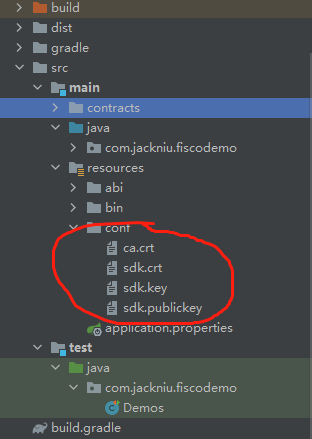 build
dist
gradle
src
main
contracts
java
com.jackniu.fiscodemo
resources
abi
bin
conf
ca.crt
sdk.crt
sdk.key
sdk.publickey
application.properties
test
java
com.jackniu.fiscodemo
Demos
build.gradle